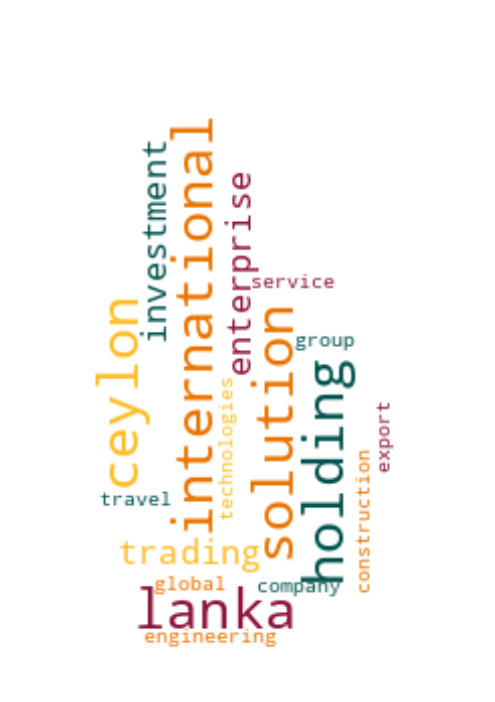 international
investment
enterprise
service
ceylon
solution
group
holding
technologies
export
travel
construction
trading
global
company
lanka
engineering